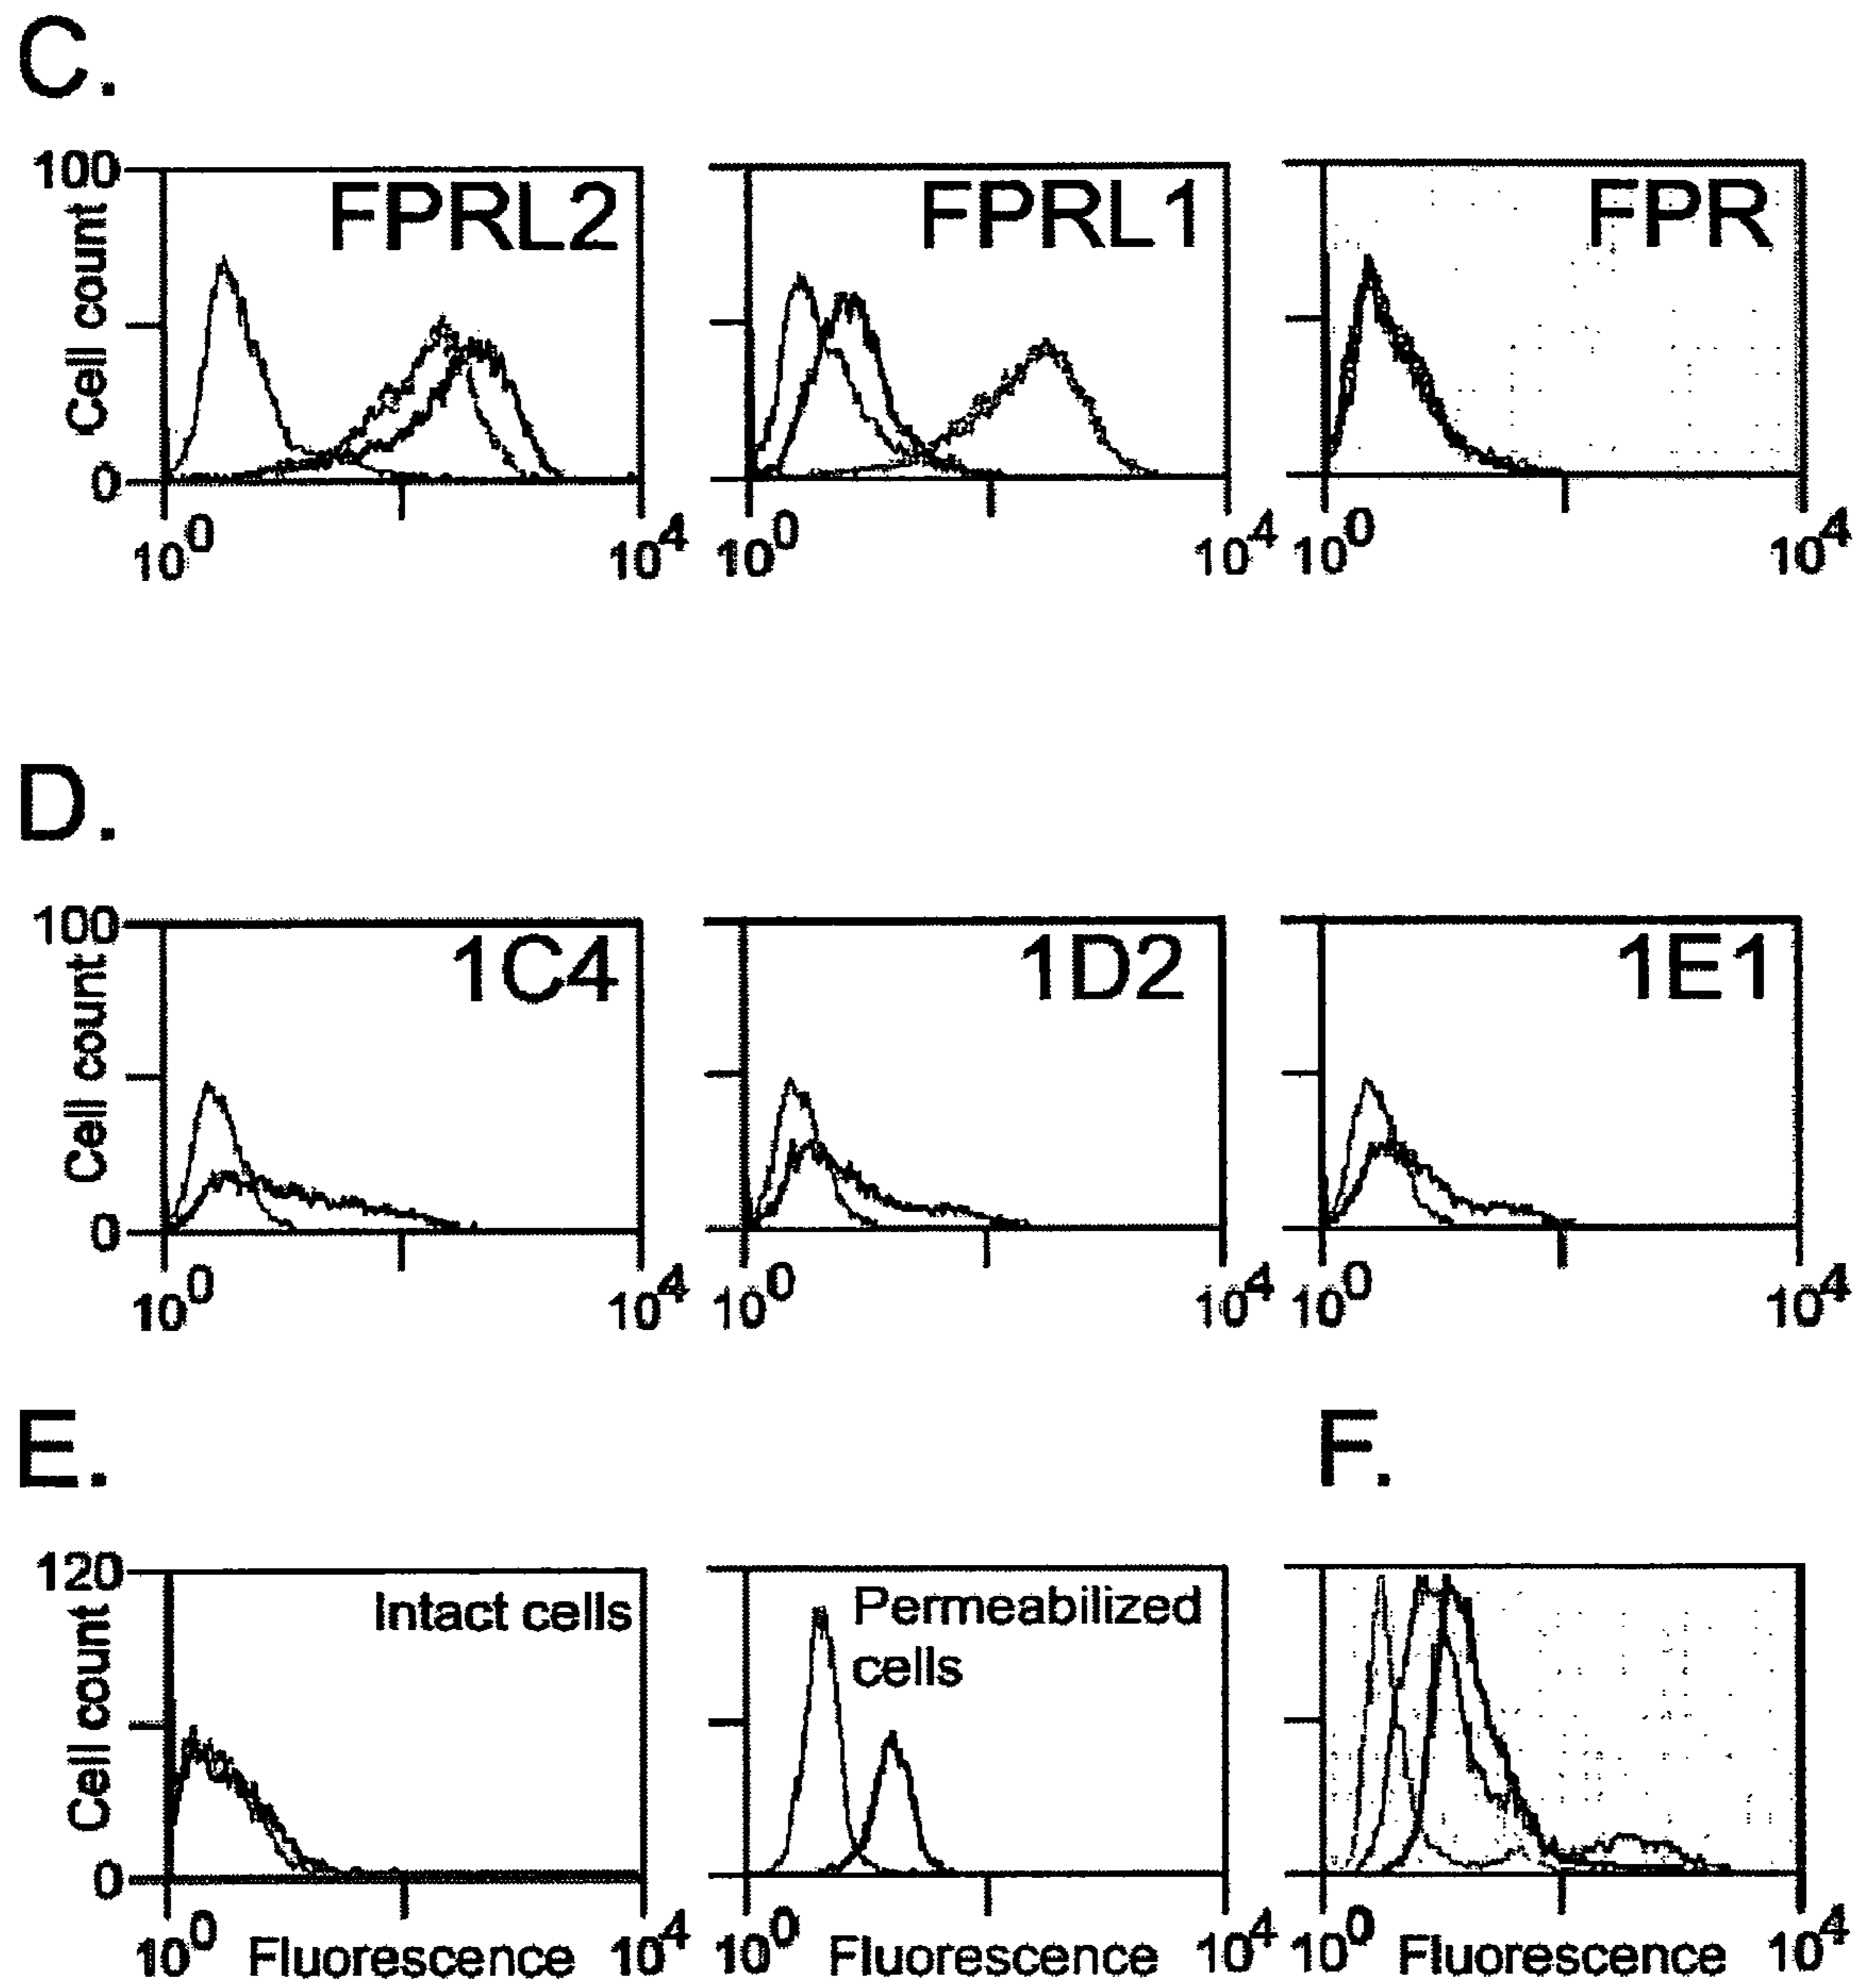 C.
100 FPRL2 FPRL1 FPR
Cell count
0
10^0 10^4 10^0 10^4 10^0 10^4
D.
100 1C4 1D2 1E1
Cell count
0
10^0 10^4 10^0 10^4 10^0 10^4
E. F.
120 Intact cells Permeabilized
cells
Cell count
0
10^0 Fluorescence 10^4 10^0 Fluorescence 10^4 10^0 Fluorescence 10^4